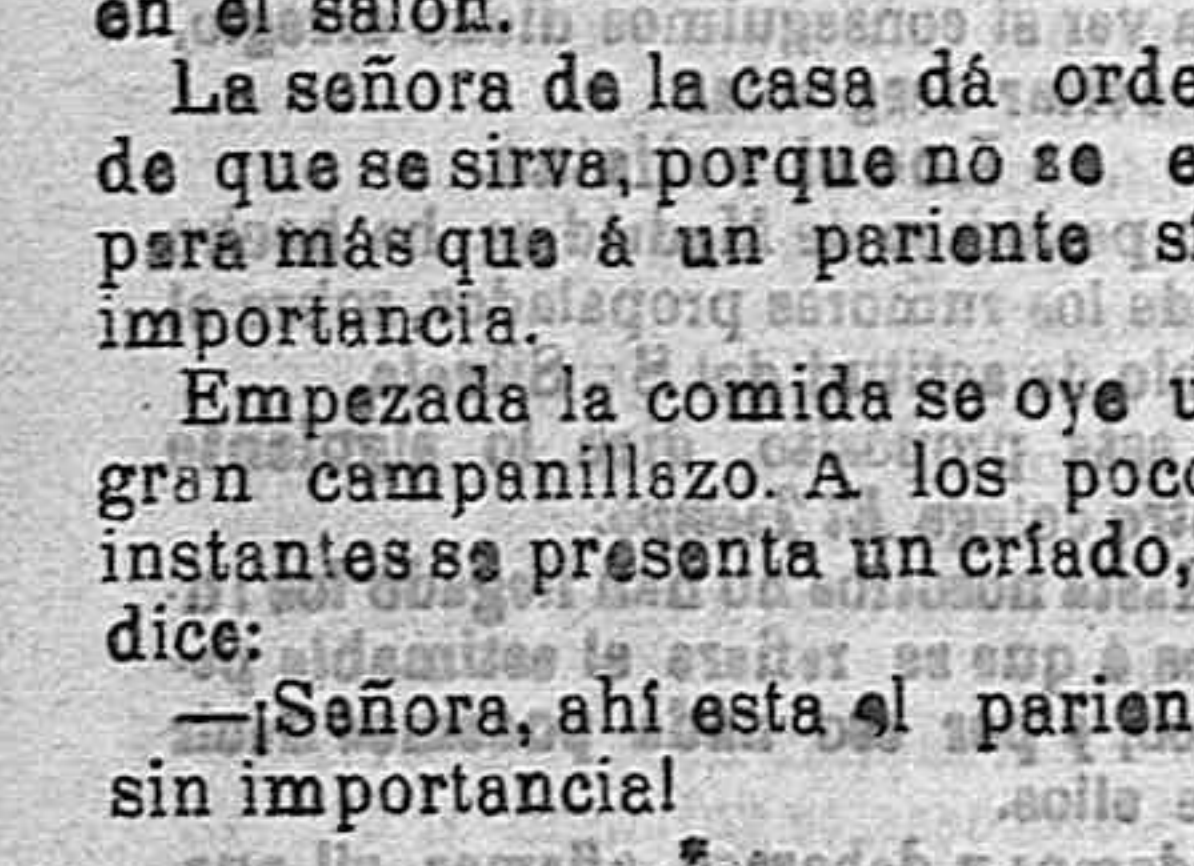 en el salón.
La señora de la casa dá orde
de que se sirva, porque no se e
para más que á un pariente si
importancia.
Empezada la comida se oye u
gran campanillazo. A los poco
instantes se presenta un críado,
dice:
—¡Señora, ahí esta el parien
sin importancia!